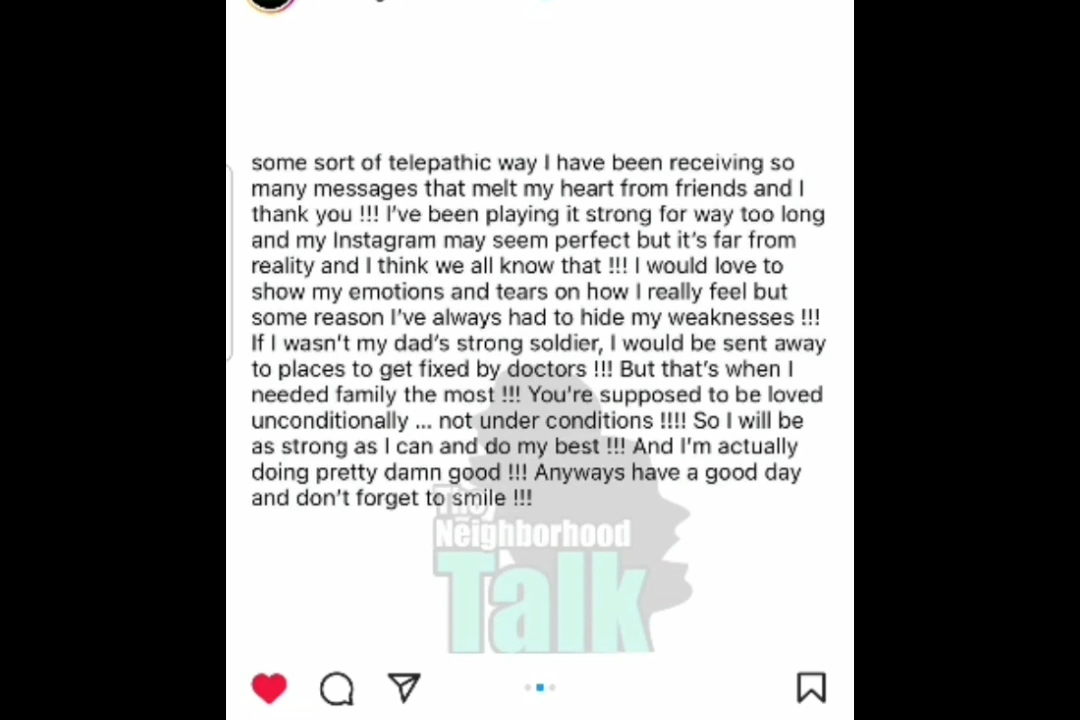 some sort of telepathic way I have been receiving so
many messages that melt my heart from friends and I
thank you !!! I've been playing it strong for way too long
and my Instagram may seem perfect but it's far from
reality and I think we all know that !!! I would love to
show my emotions and tears on how I really feel but
some reason I've always had to hide my weaknesses !!!
If I wasn't my dad's strong soldier, I would be sent away
to places to get fixed by doctors !!! But that's when I
needed family the most !!! You're supposed to be loved
unconditionally ... not under conditions !!!! So I will be
as strong as I can and do my best !!! And I'm actually
doing pretty damn good !!! Anyways have a good day
and don't forget to smile !!!
Neighborhood
Talk